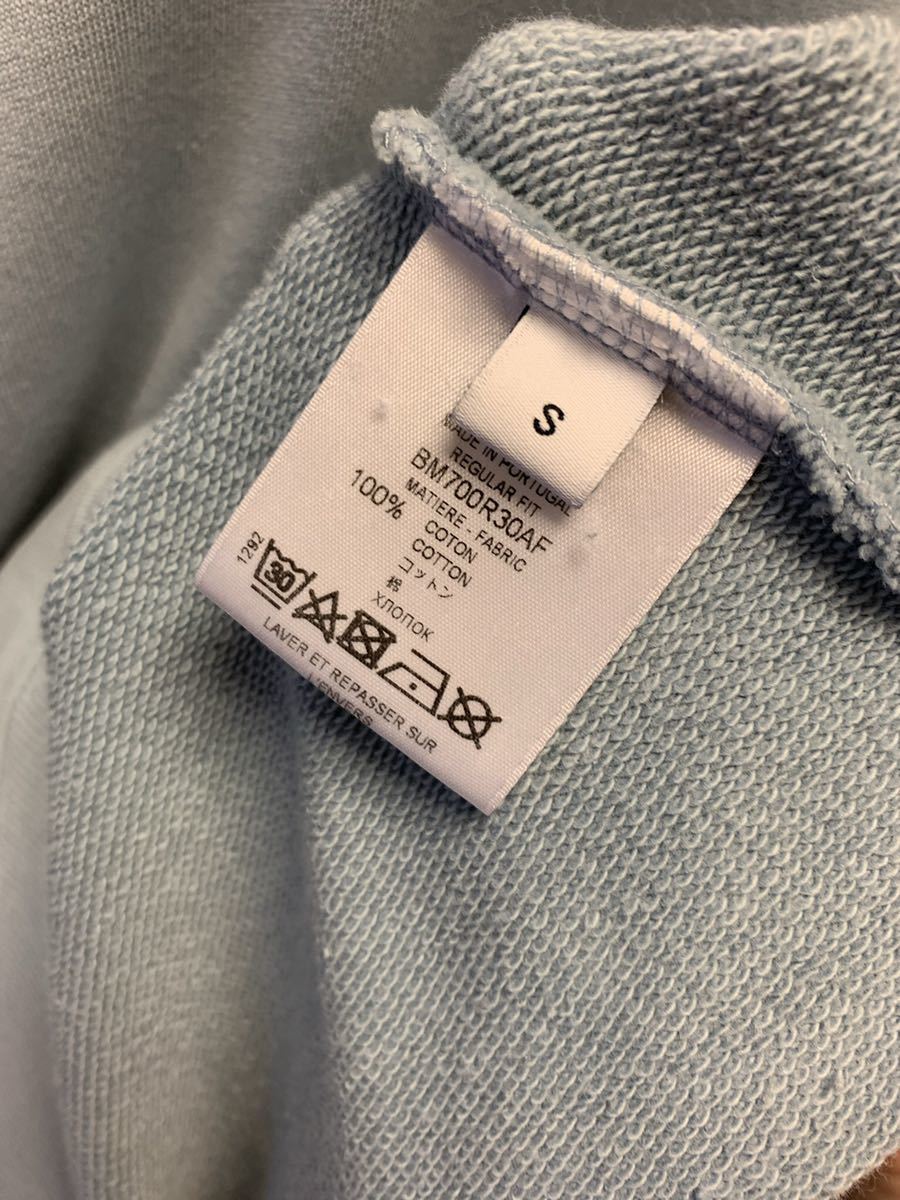 S
MADE IN PORTUGAL
REGULAR FIT
BM700R30AF
MATIERE - FABRIC
100% COTON
COTTON
コットン
棉
ХЛОПОК
1292
30
LAVER ET REPASSER SUR
L'ENVERS